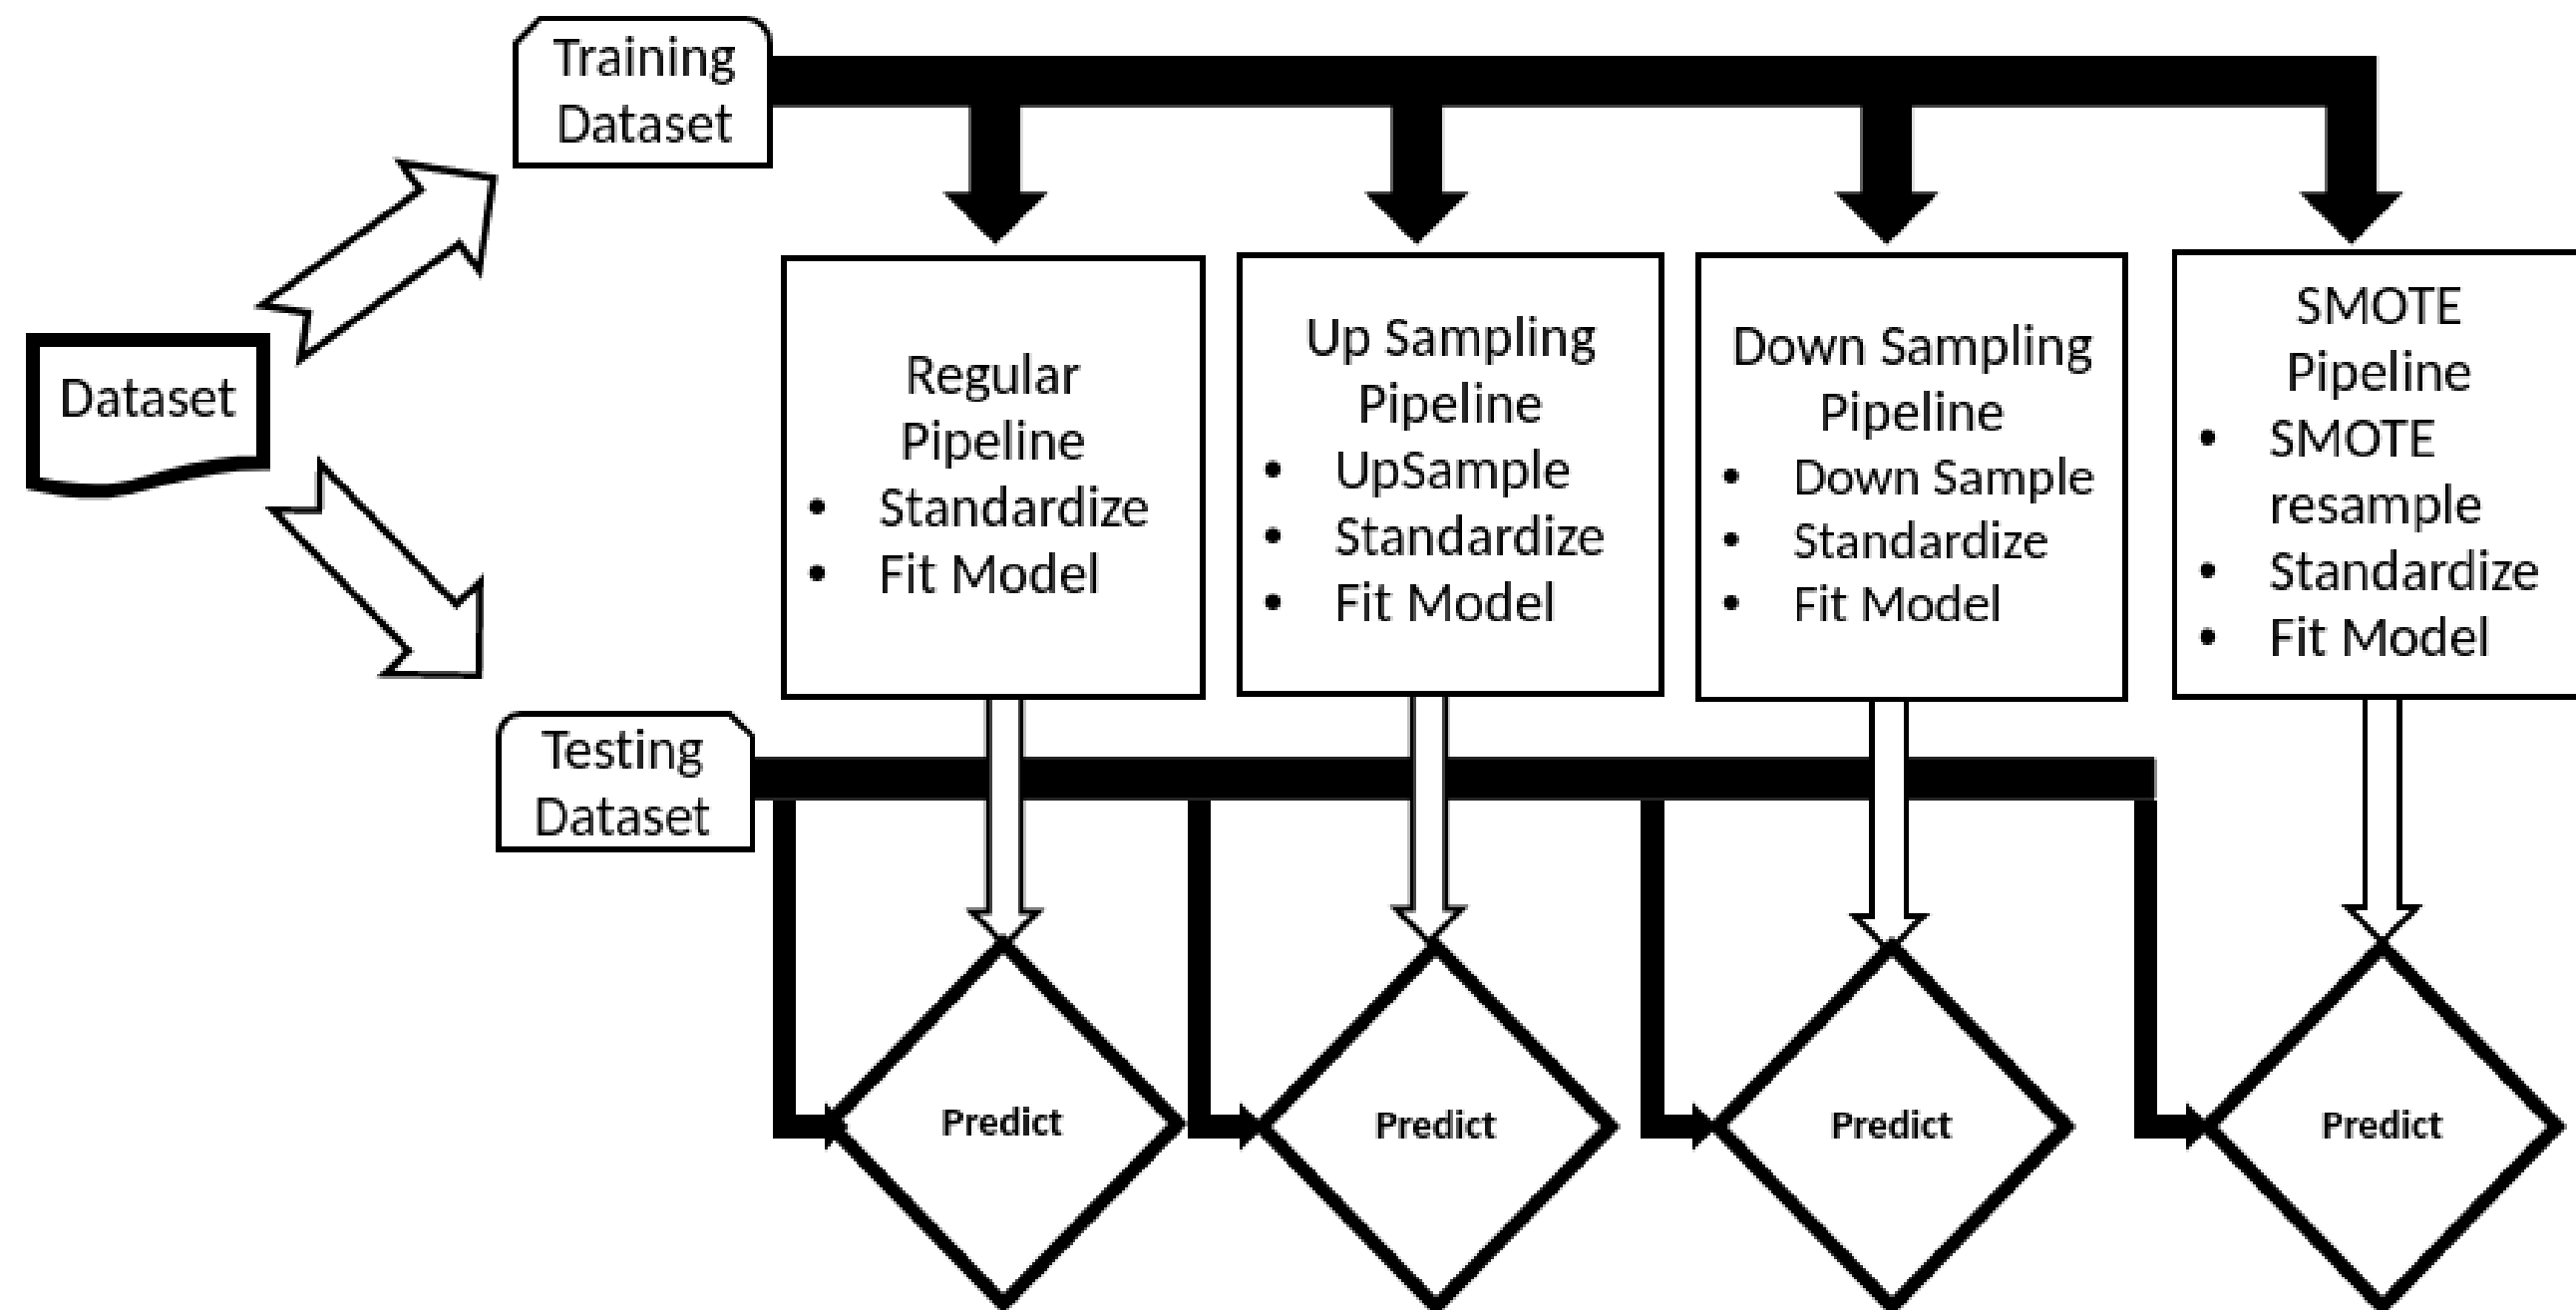 Training
Dataset
Dataset
Regular
Pipeline
• Standardize
• Fit Model
Up Sampling
Pipeline
• UpSample
• Standardize
• Fit Model
Down Sampling
Pipeline
• Down Sample
• Standardize
• Fit Model
SMOTE
Pipeline
• SMOTE
resample
• Standardize
• Fit Model
Testing
Dataset
Predict
Predict
Predict
Predict